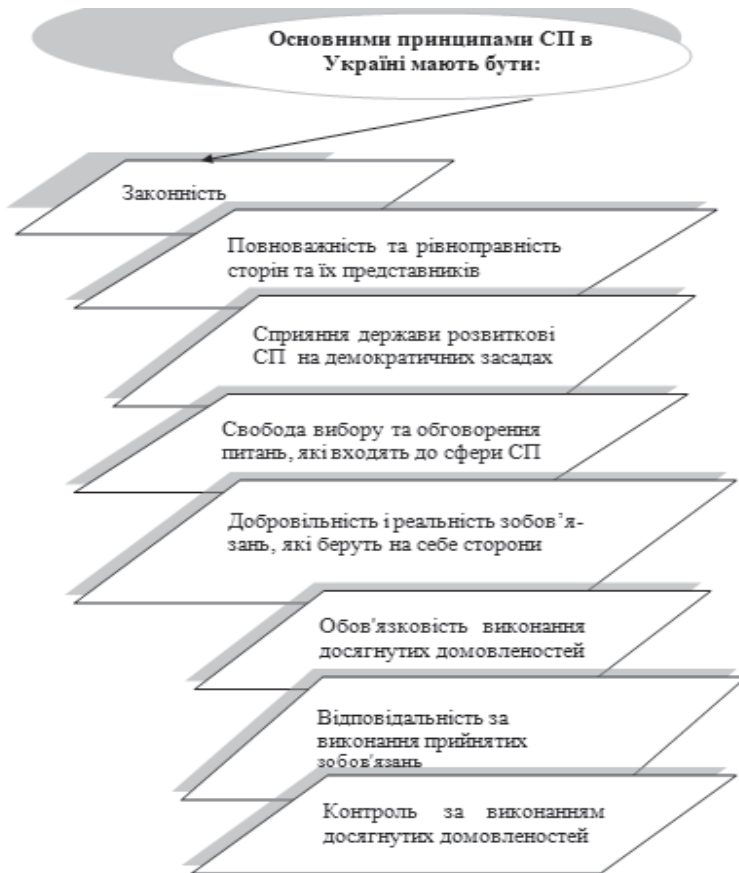 Основними принципами СП в
Україні мають бути:
Законність
Повноважність та рівноправність
сторін та їх представників
Сприяння держави розвиткові
СП на демократичних засадах
Свобода вибору та обговорення
питань, які входять до сфери СП
Добровільність і реальність зобов’я-
зань, які беруть на себе сторони
Обов'язковість виконання
досягнутих домовленостей
Відповідальність за
виконання прийнятих
зобов'язань
Контроль за виконанням
досягнутих домовленостей